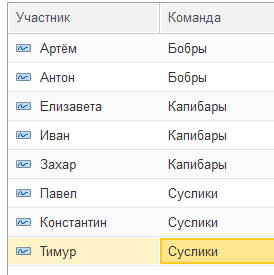 Участник Команда
Артём Бобры
Антон Бобры
Елизавета Капибары
Иван Капибары
Захар Капибары
Павел Суслики
Константин Суслики
Тимур Суслики